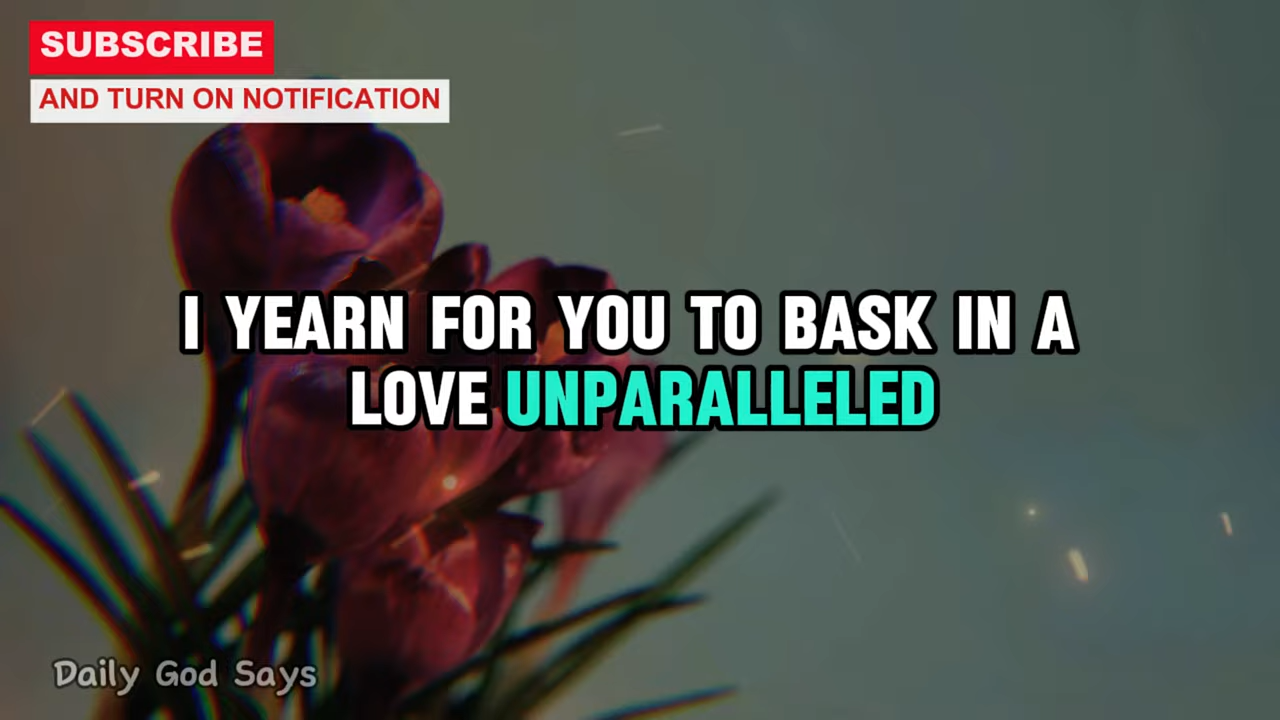 SUBSCRIBE
AND TURN ON NOTIFICATION
I YEARN FOR YOU TO BASK IN A
LOVE UNPARALLELED
Daily God Says